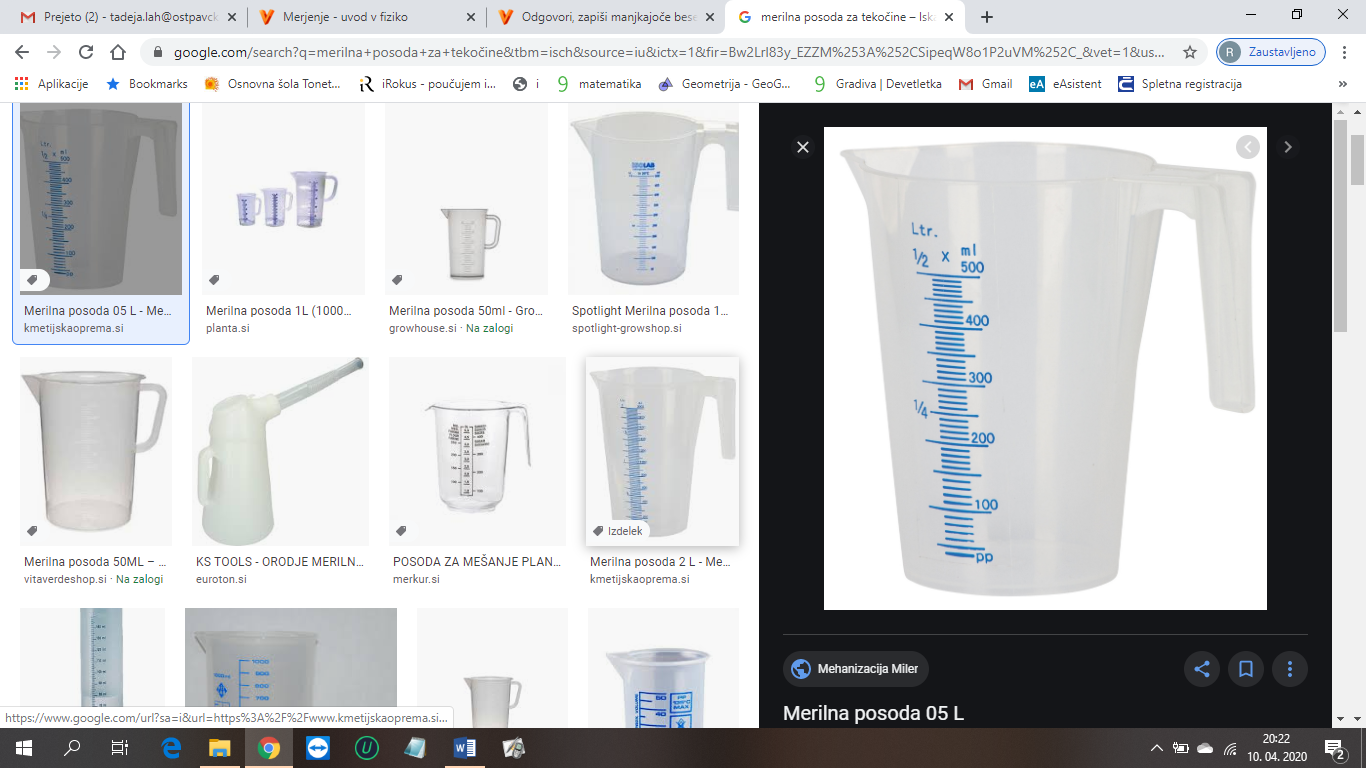 Prejeto (2) - tadeja.lah@ostpavck
Merjenje - uvod v fiziko
Odgovori, zapiši manjkajoče bese
merilna posoda za tekočine – Iska
google.com/search?q=merilna+posoda+za+tekočine&tbm=isch&source=iu&ictx=1&fir=Bw2Lrl83y_EZZM%253A%252CSipeqW8o1P2uVM%252C_&vet=1&us...
R Zaustavljeno
Aplikacije
Bookmarks
Osnovna šola Tonet...
iRokus - poučujem i...
i
matematika
Geometrija - GeoG...
Gradiva | Devetletka
Gmail
eA eAsistent
Spletna registracija
»
Merilna posoda 05 L - Me...
kmetijskaoprema.si
Merilna posoda 1L (1000...
planta.si
Merilna posoda 50ml - Gro...
growhouse.si · Na zalogi
Spotlight Merilna posoda 1...
spotlight-growshop.si
Izdelek
Merilna posoda 50ML – ...
vitaverdeshop.si · Na zalogi
KS TOOLS - ORODJE MERILN...
euroton.si
POSODA ZA MEŠANJE PLAN...
merkur.si
Merilna posoda 2 L - Me...
kmetijskaoprema.si
1000
Ltr.
1/2 x ml
500
400
300
1/4
200
100
pp
Mehanizacija Miler
Merilna posoda 05 L
https://www.google.com/url?sa=i&url=https%3A%2F%2Fwww.kmetijskaoprema.si...
20:22
10. 04. 2020
2